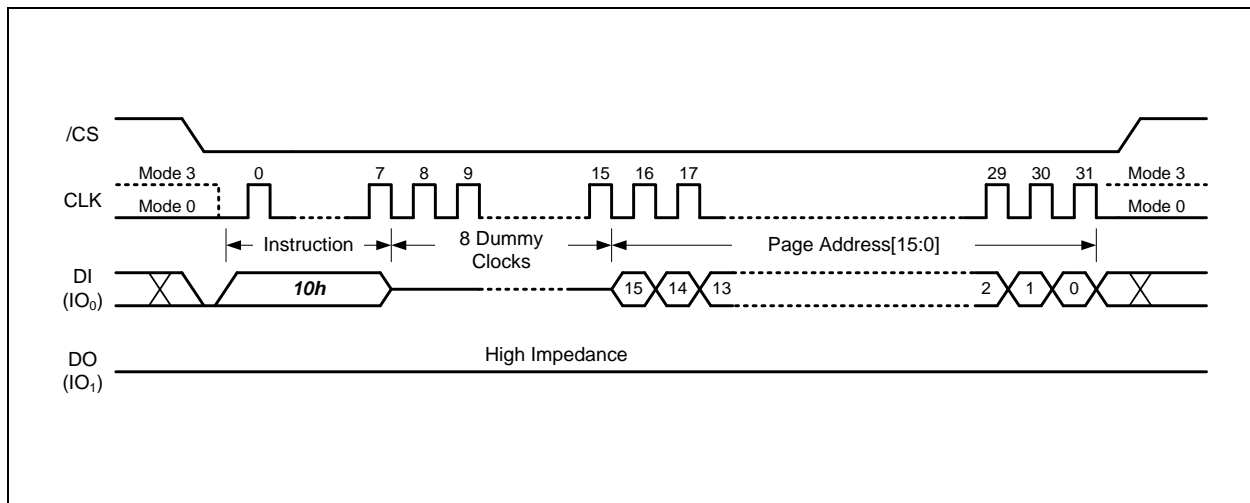 /CS
Mode 3 0 7 8 9 15 16 17 29 30 31 Mode 3
CLK
Mode 0 Mode 0
Instruction 8 Dummy Page Address[15:0]
Clocks
DI
(IO₀) 10h 15 14 13 2 1 0
High Impedance
DO
(IO₁)